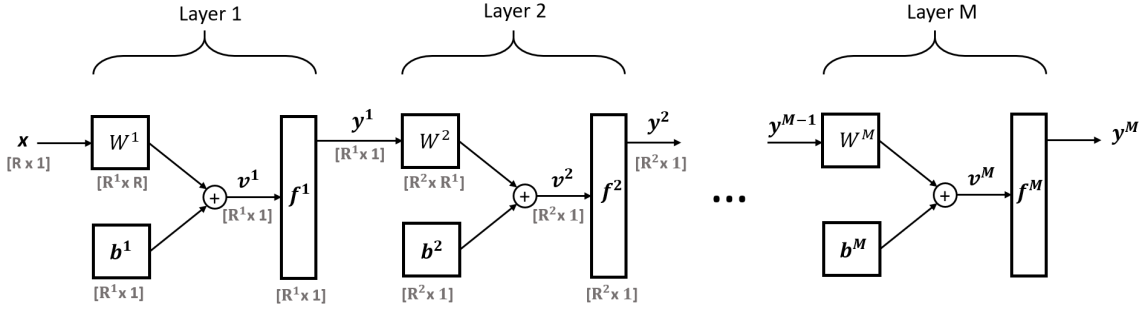 Layer 1
Layer 2
Layer M
x
[R x 1]
W¹
[R¹x R]
b¹
[R¹x 1]
+
v¹
[R¹x 1]
f¹
[R¹x 1]
y¹
[R¹x 1]
W²
[R²x R¹]
b²
[R²x 1]
+
v²
[R²x 1]
f²
[R²x 1]
y²
[R²x 1]
...
y^{M−1}
W^M
b^M
+
v^M
f^M
y^M